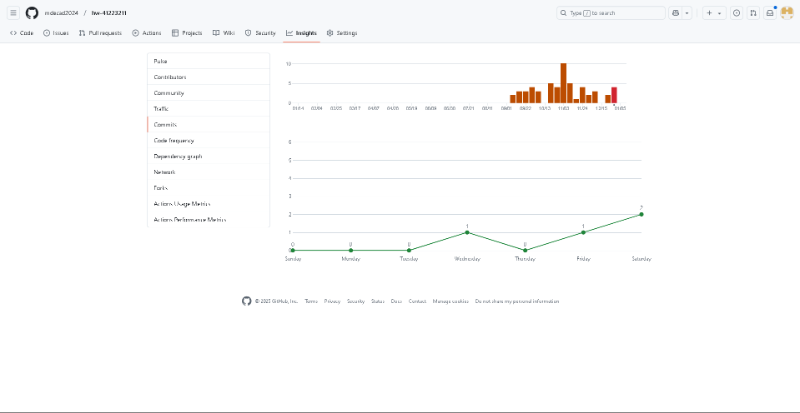 mdecad2024 / hw-41223211
Type / to search
Code Issues Pull requests Actions Projects Wiki Security Insights Settings
Pulse
Contributors
Community
Traffic
Commits
Code frequency
Dependency graph
Network
Forks
Actions Usage Metrics
Actions Performance Metrics
10
5
0
6
5
4
3
2
1
0
0 0 0 1 0 1 2
Sunday Monday Tuesday Wednesday Thursday Friday Saturday
© 2025 GitHub, Inc. Terms Privacy Security Status Docs Contact Manage cookies Do not share my personal information